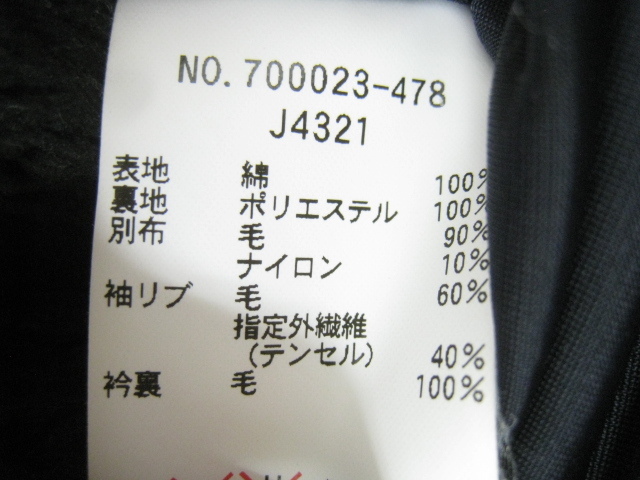 NO.700023-478
J4321
表地 綿 100%
裏地 ポリエステル 100%
別布 毛 90%
ナイロン 10%
袖リブ 毛 60%
指定外繊維
(テンセル) 40%
衿裏 毛 100%